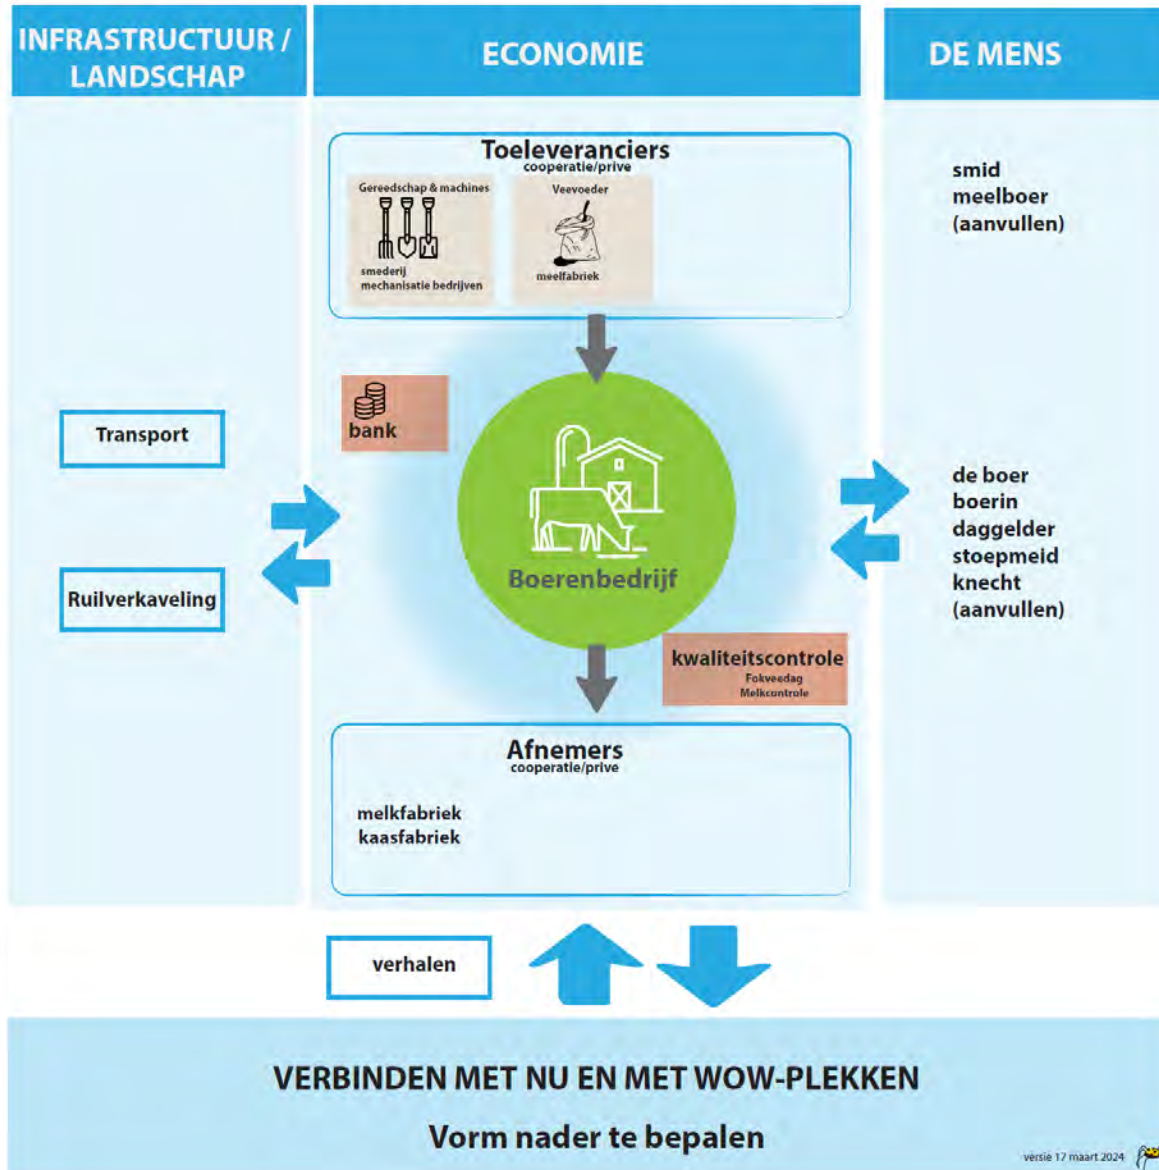 INFRASTRUCTUUR /
LANDSCHAP
ECONOMIE
DE MENS
Toeleveranciers
cooperatie/prive
Gereedschap & machines
smederij
mechanisatie bedrijven
Veevoeder
meelfabriek
smid
meelboer
(aanvullen)
bank
Transport
Ruilverkaveling
Boerenbedrijf
de boer
boerin
daggelder
stoepmeid
knecht
(aanvullen)
kwaliteitscontrole
Fokveedag
Melkcontrole
Afnemers
cooperatie/prive
melkfabriek
kaasfabriek
verhalen
VERBINDEN MET NU EN MET WOW-PLEKKEN
Vorm nader te bepalen
versie 17 maart 2024